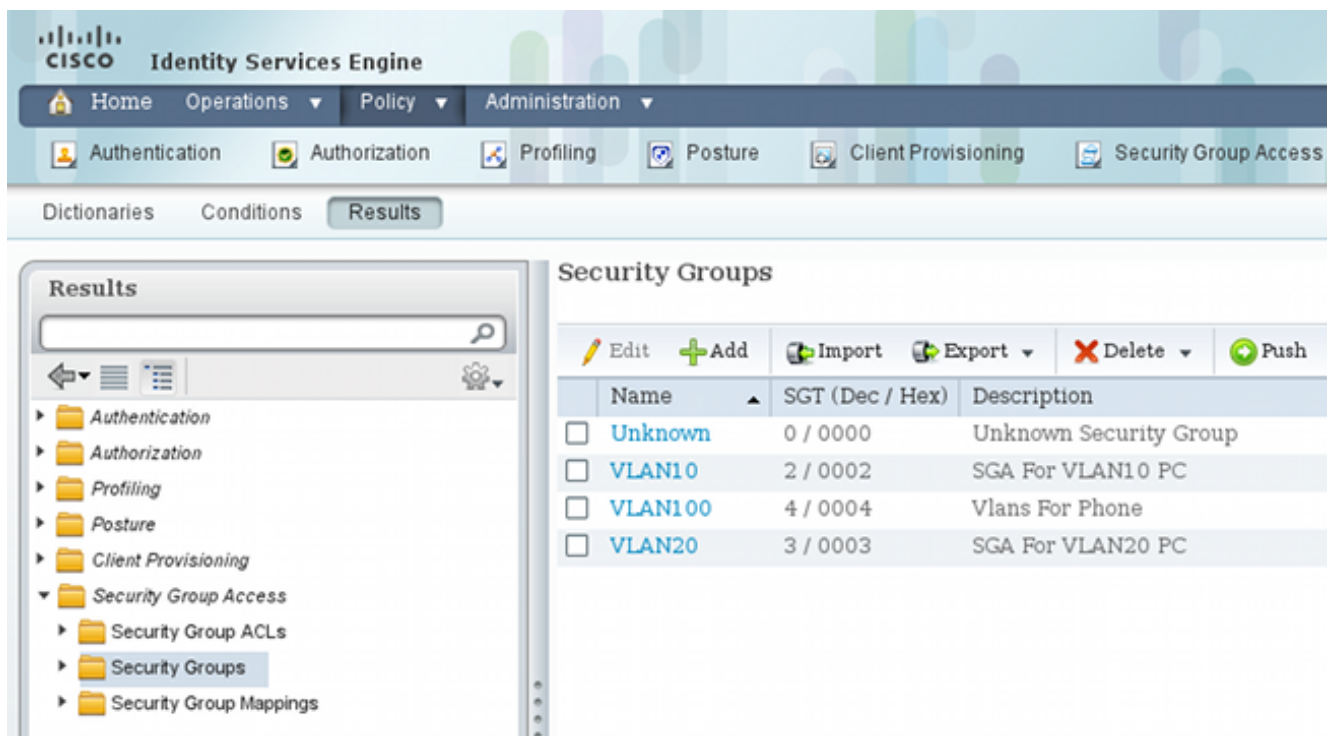 CISCO Identity Services Engine
Home Operations Policy Administration
Authentication Authorization Profiling Posture Client Provisioning Security Group Access
Dictionaries Conditions Results
Results
Authentication
Authorization
Profiling
Posture
Client Provisioning
Security Group Access
Security Group ACLs
Security Groups
Security Group Mappings
Security Groups
Edit Add Import Export Delete Push
Name SGT (Dec / Hex) Description
Unknown 0 / 0000 Unknown Security Group
VLAN10 2 / 0002 SGA For VLAN10 PC
VLAN100 4 / 0004 Vlans For Phone
VLAN20 3 / 0003 SGA For VLAN20 PC